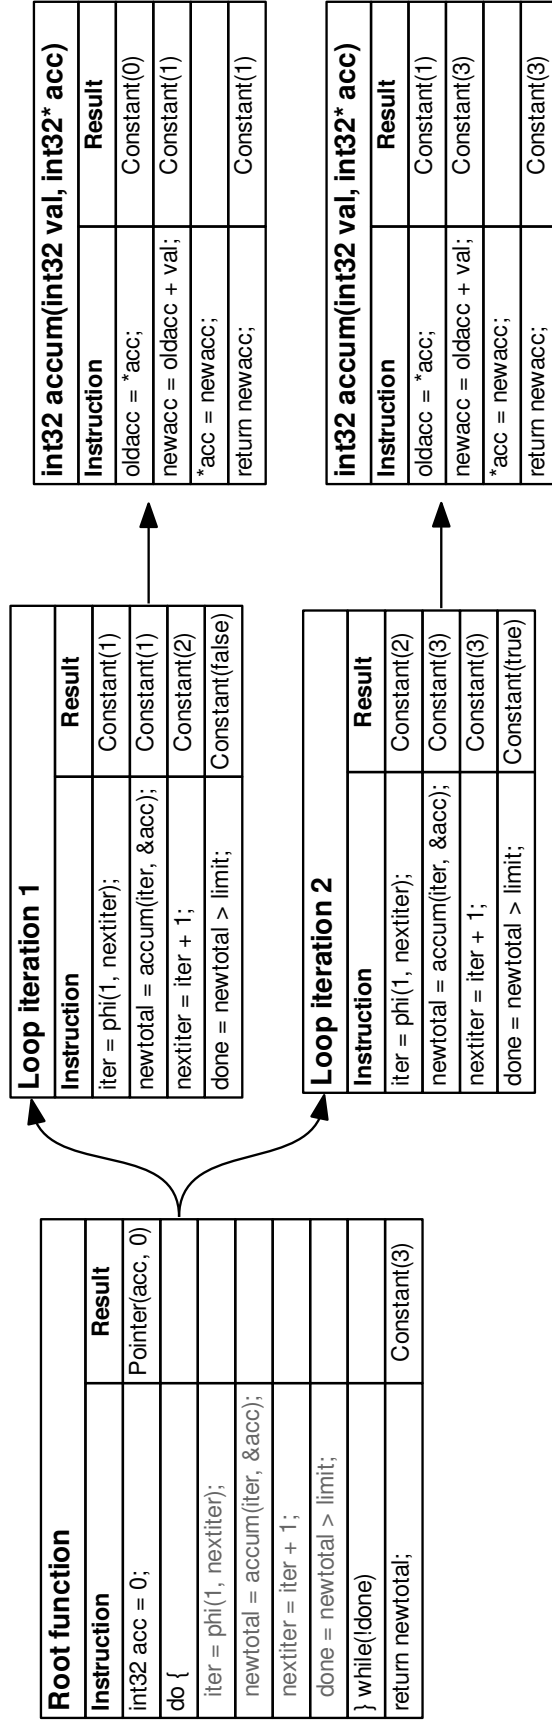 Root function
Instruction Result
int32 acc = 0; Pointer(acc, 0)
do {
iter = phi(1, nextiter);
newtotal = accum(iter, &acc);
nextiter = iter + 1;
done = newtotal > limit;
} while(!done)
return newtotal; Constant(3)
Loop iteration 1
Instruction Result
iter = phi(1, nextiter); Constant(1)
newtotal = accum(iter, &acc); Constant(1)
nextiter = iter + 1; Constant(2)
done = newtotal > limit; Constant(false)
Loop iteration 2
Instruction Result
iter = phi(1, nextiter); Constant(2)
newtotal = accum(iter, &acc); Constant(3)
nextiter = iter + 1; Constant(3)
done = newtotal > limit; Constant(true)
int32 accum(int32 val, int32* acc)
Instruction Result
oldacc = *acc; Constant(0)
newacc = oldacc + val; Constant(1)
*acc = newacc;
return newacc; Constant(1)
int32 accum(int32 val, int32* acc)
Instruction Result
oldacc = *acc; Constant(1)
newacc = oldacc + val; Constant(3)
*acc = newacc;
return newacc; Constant(3)